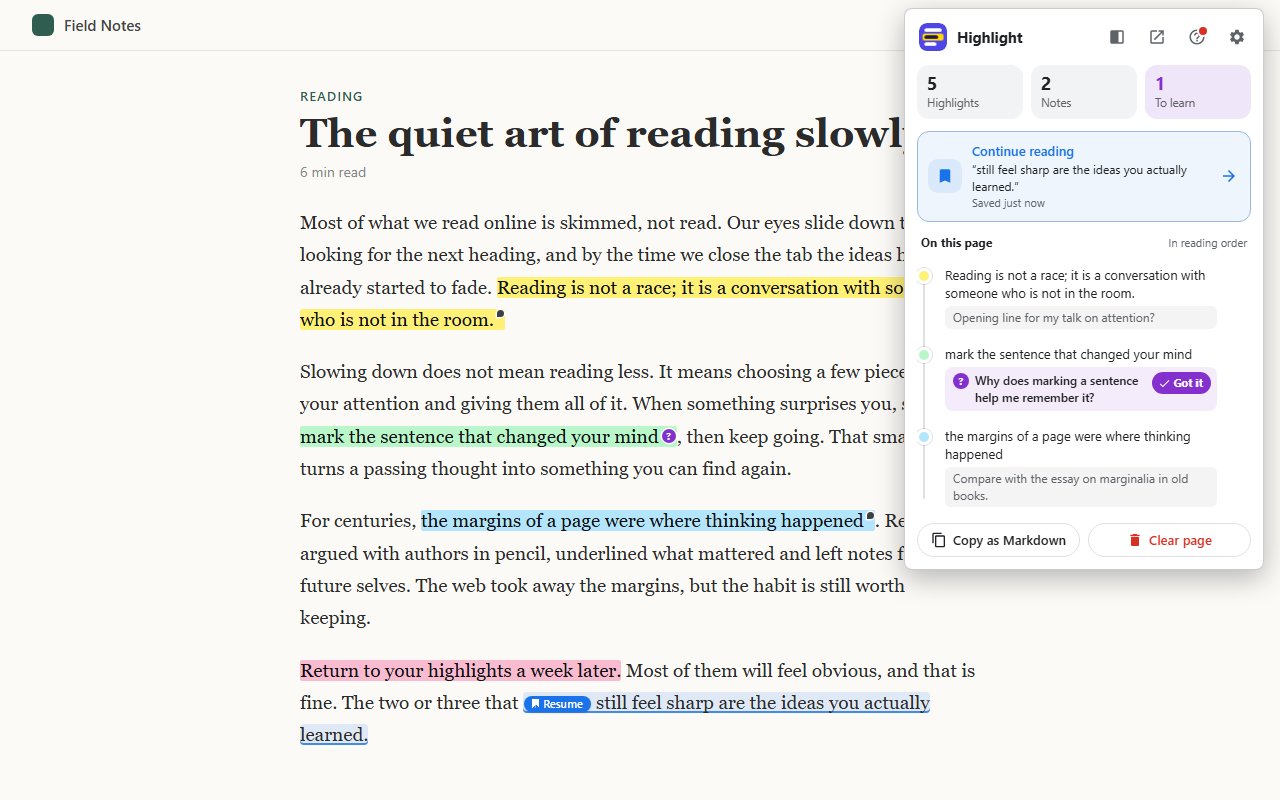 Field Notes
READING
The quiet art of reading slowly
6 min read
Most of what we read online is skimmed, not read. Our eyes slide down
looking for the next heading, and by the time we close the tab the ideas
already started to fade. Reading is not a race; it is a conversation with so
who is not in the room.
Slowing down does not mean reading less. It means choosing a few piece
your attention and giving them all of it. When something surprises you,
mark the sentence that changed your mind ?, then keep going. That sma
turns a passing thought into something you can find again.
For centuries, the margins of a page were where thinking happened. Re
argued with authors in pencil, underlined what mattered and left notes f
future selves. The web took away the margins, but the habit is still worth
keeping.
Return to your highlights a week later. Most of them will feel obvious, and that is
fine. The two or three that Resume still feel sharp are the ideas you actually
learned.
Highlight
5
Highlights
2
Notes
1
To learn
Continue reading
“still feel sharp are the ideas you actually
learned.”
Saved just now
On this page
In reading order
Reading is not a race; it is a conversation with
someone who is not in the room.
Opening line for my talk on attention?
mark the sentence that changed your mind
? Why does marking a sentence
help me remember it?
Got it
the margins of a page were where thinking
happened
Compare with the essay on marginalia in old
books.
Copy as Markdown
Clear page